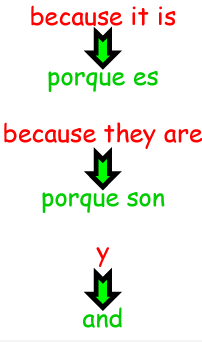 because it is
porque es
because they are
porque son
y
and